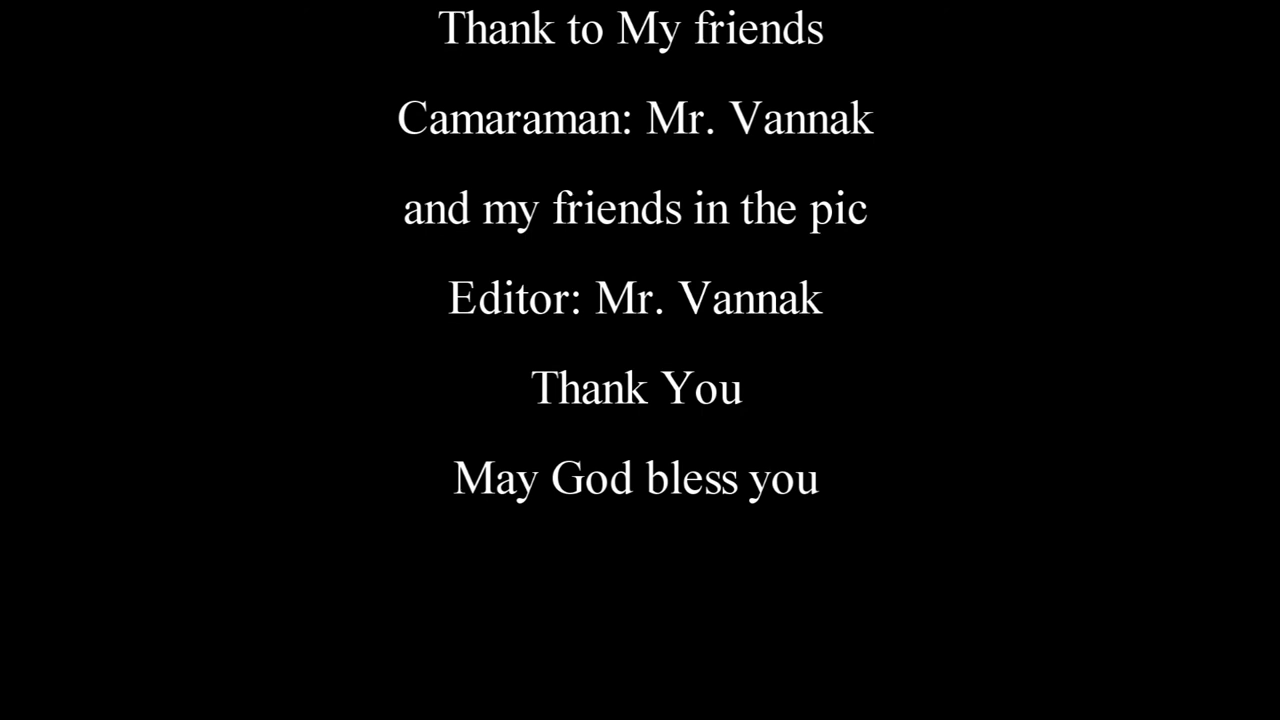 Thank to My friends
Camaraman: Mr. Vannak
and my friends in the pic
Editor: Mr. Vannak
Thank You
May God bless you